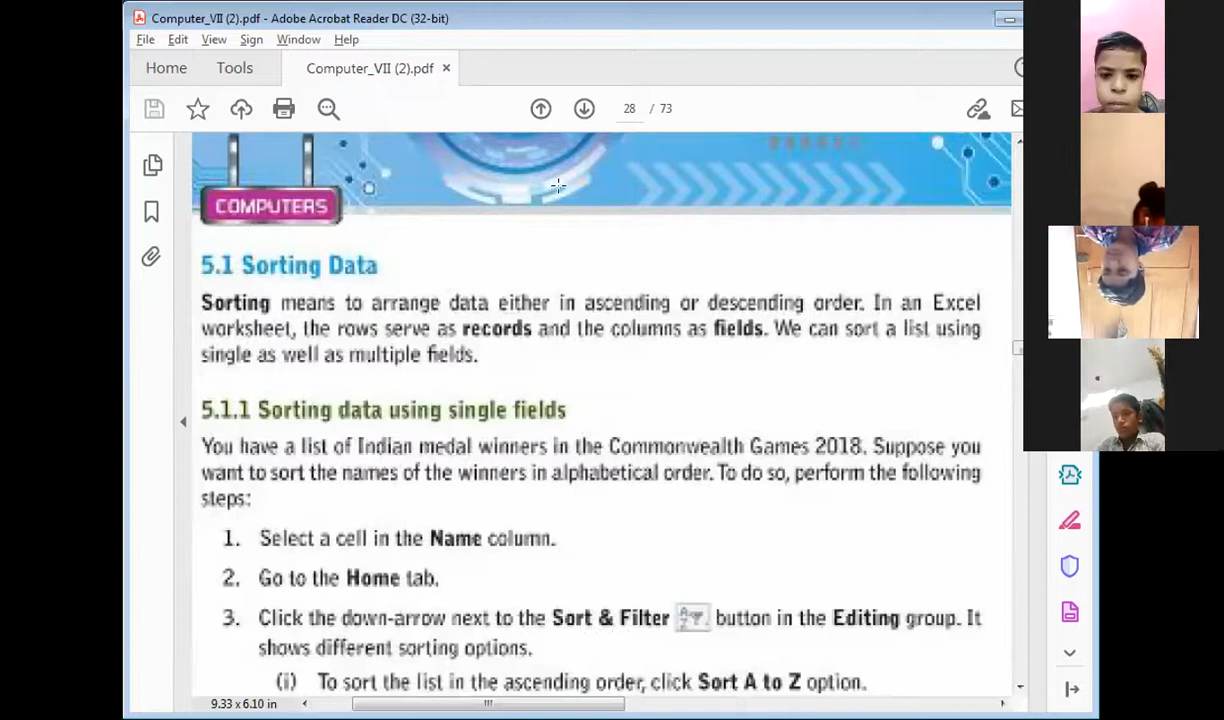 Computer_VII (2).pdf - Adobe Acrobat Reader DC (32-bit)
File Edit View Sign Window Help
Home Tools Computer_VII (2).pdf ×
28 / 73
COMPUTERS
5.1 Sorting Data
Sorting means to arrange data either in ascending or descending order. In an Excel
worksheet, the rows serve as records and the columns as fields. We can sort a list using
single as well as multiple fields.
5.1.1 Sorting data using single fields
You have a list of Indian medal winners in the Commonwealth Games 2018. Suppose you
want to sort the names of the winners in alphabetical order. To do so, perform the following
steps:
1. Select a cell in the Name column.
2. Go to the Home tab.
3. Click the down-arrow next to the Sort & Filter button in the Editing group. It
shows different sorting options.
(i) To sort the list in the ascending order, click Sort A to Z option.
9.33 x 6.10 in